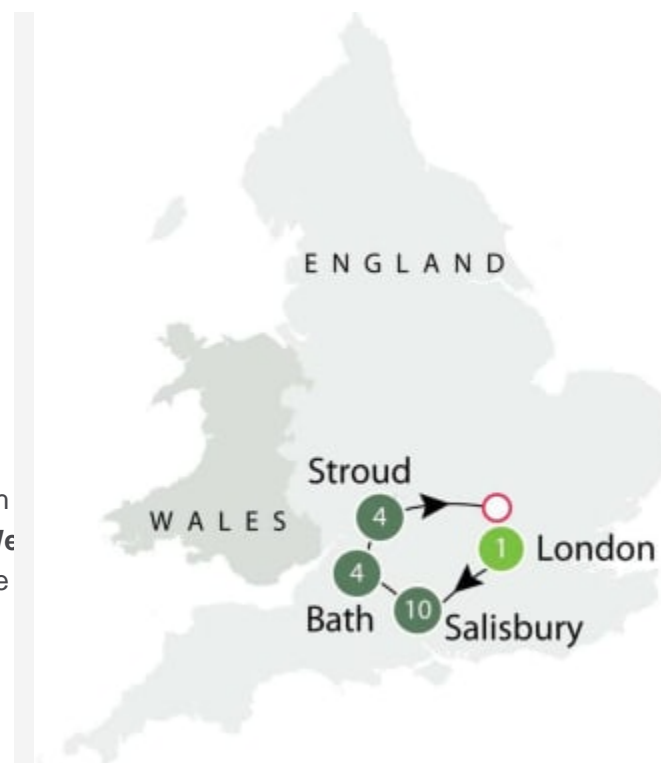 ENGLAND
Stroud
n
WALES
4
1
London
e
4
10
Bath
Salisbury